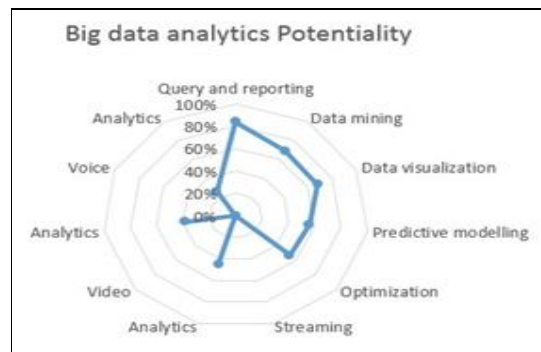 Big data analytics Potentiality
Query and reporting
100%
80%
60%
40%
20%
0%
Data mining
Data visualization
Predictive modelling
Optimization
Streaming
Analytics
Video
Analytics
Voice
Analytics